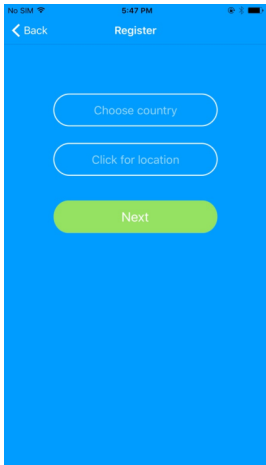 No SIM 5:47 PM
Back Register
Choose country
Click for location
Next